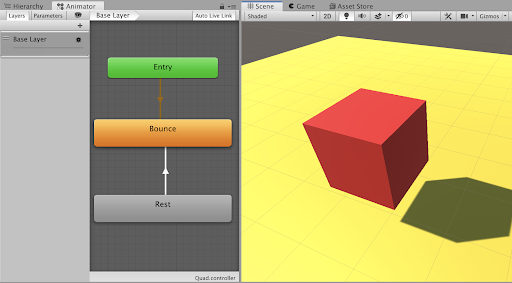 Hierarchy
Animator
Layers
Parameters
Base Layer
Auto Live Link
Base Layer
Entry
Bounce
Rest
Quad.controller
Scene
Game
Asset Store
Shaded
2D
0
Gizmos